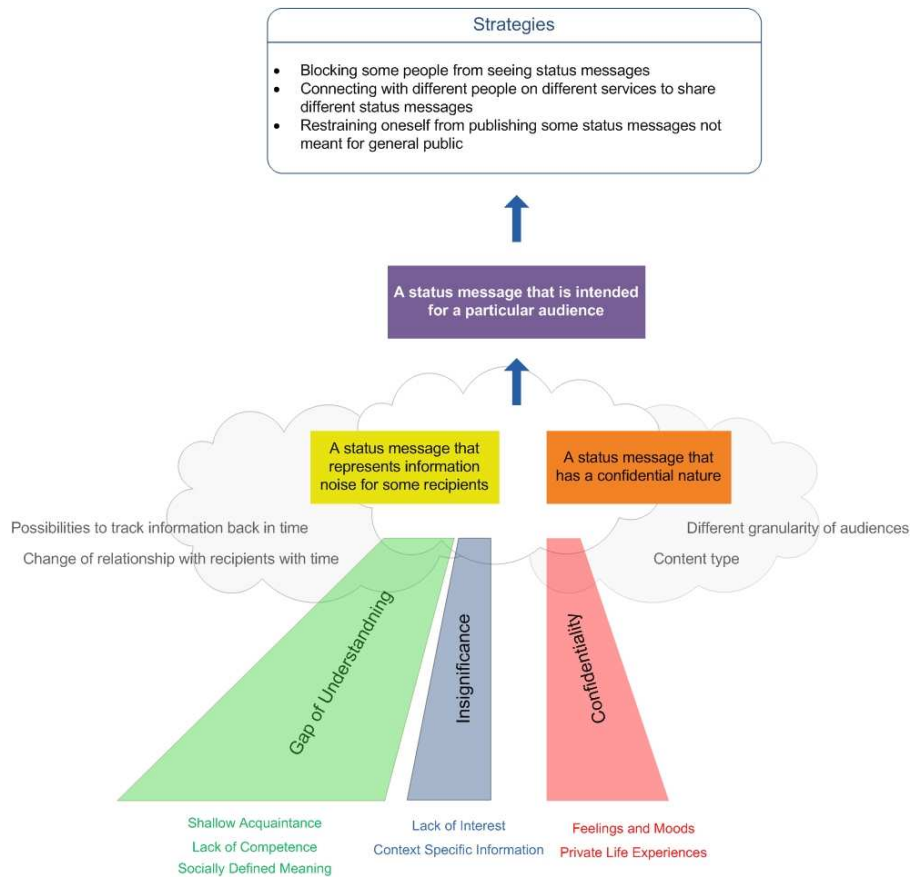 Strategies
• Blocking some people from seeing status messages
• Connecting with different people on different services to share
different status messages
• Restraining oneself from publishing some status messages not
meant for general public
A status message that is intended
for a particular audience
A status message that
represents information
noise for some recipients
A status message that
has a confidential nature
Possibilities to track information back in time
Change of relationship with recipients with time
Different granularity of audiences
Content type
Gap of Understandning
Insignificance
Confidentiality
Shallow Acquaintance
Lack of Competence
Socially Defined Meaning
Lack of Interest
Context Specific Information
Feelings and Moods
Private Life Experiences